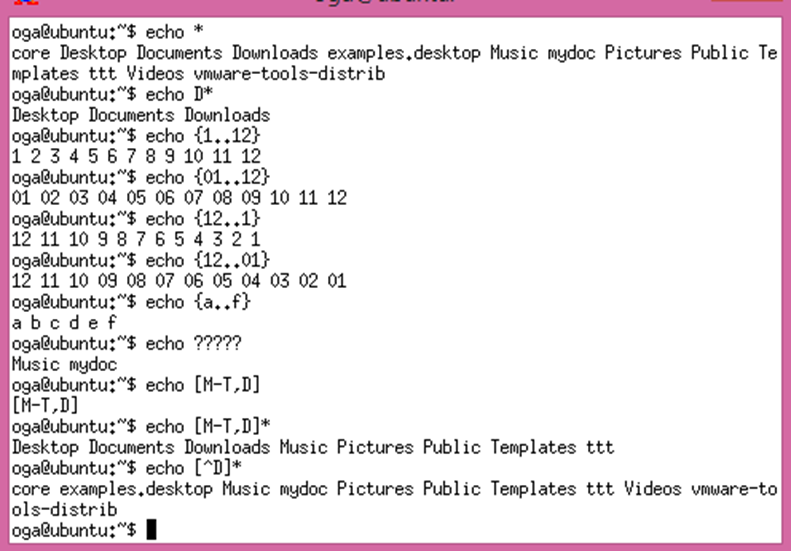 oga@ubuntu:~$ echo *
core Desktop Documents Downloads examples.desktop Music mydoc Pictures Public Te
mplates ttt Videos vmware-tools-distrib
oga@ubuntu:~$ echo D*
Desktop Documents Downloads
oga@ubuntu:~$ echo {1..12}
1 2 3 4 5 6 7 8 9 10 11 12
oga@ubuntu:~$ echo {01..12}
01 02 03 04 05 06 07 08 09 10 11 12
oga@ubuntu:~$ echo {12..1}
12 11 10 9 8 7 6 5 4 3 2 1
oga@ubuntu:~$ echo {12..01}
12 11 10 09 08 07 06 05 04 03 02 01
oga@ubuntu:~$ echo {a..f}
a b c d e f
oga@ubuntu:~$ echo ?????
Music mydoc
oga@ubuntu:~$ echo [M-T,D]
[M-T,D]
oga@ubuntu:~$ echo [M-T,D]*
Desktop Documents Downloads Music Pictures Public Templates ttt
oga@ubuntu:~$ echo [^D]*
core examples.desktop Music mydoc Pictures Public Templates ttt Videos vmware-to
ols-distrib
oga@ubuntu:~$